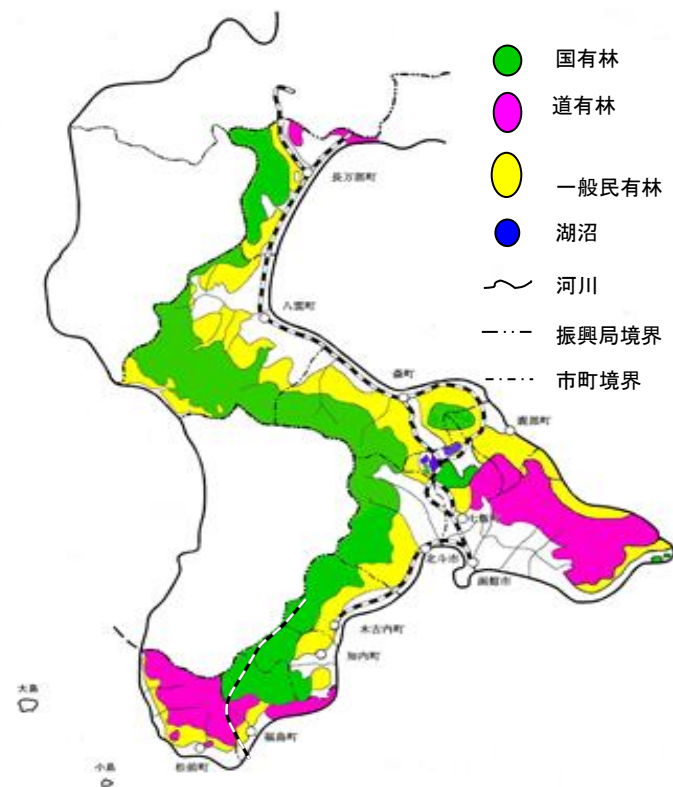 国有林
道有林
一般民有林
湖沼
河川
振興局境界
市町境界
長万部町
八雲町
森町
鹿部町
七飯町
北斗市
函館市
木古内町
知内町
福島町
松前町
大島
小島